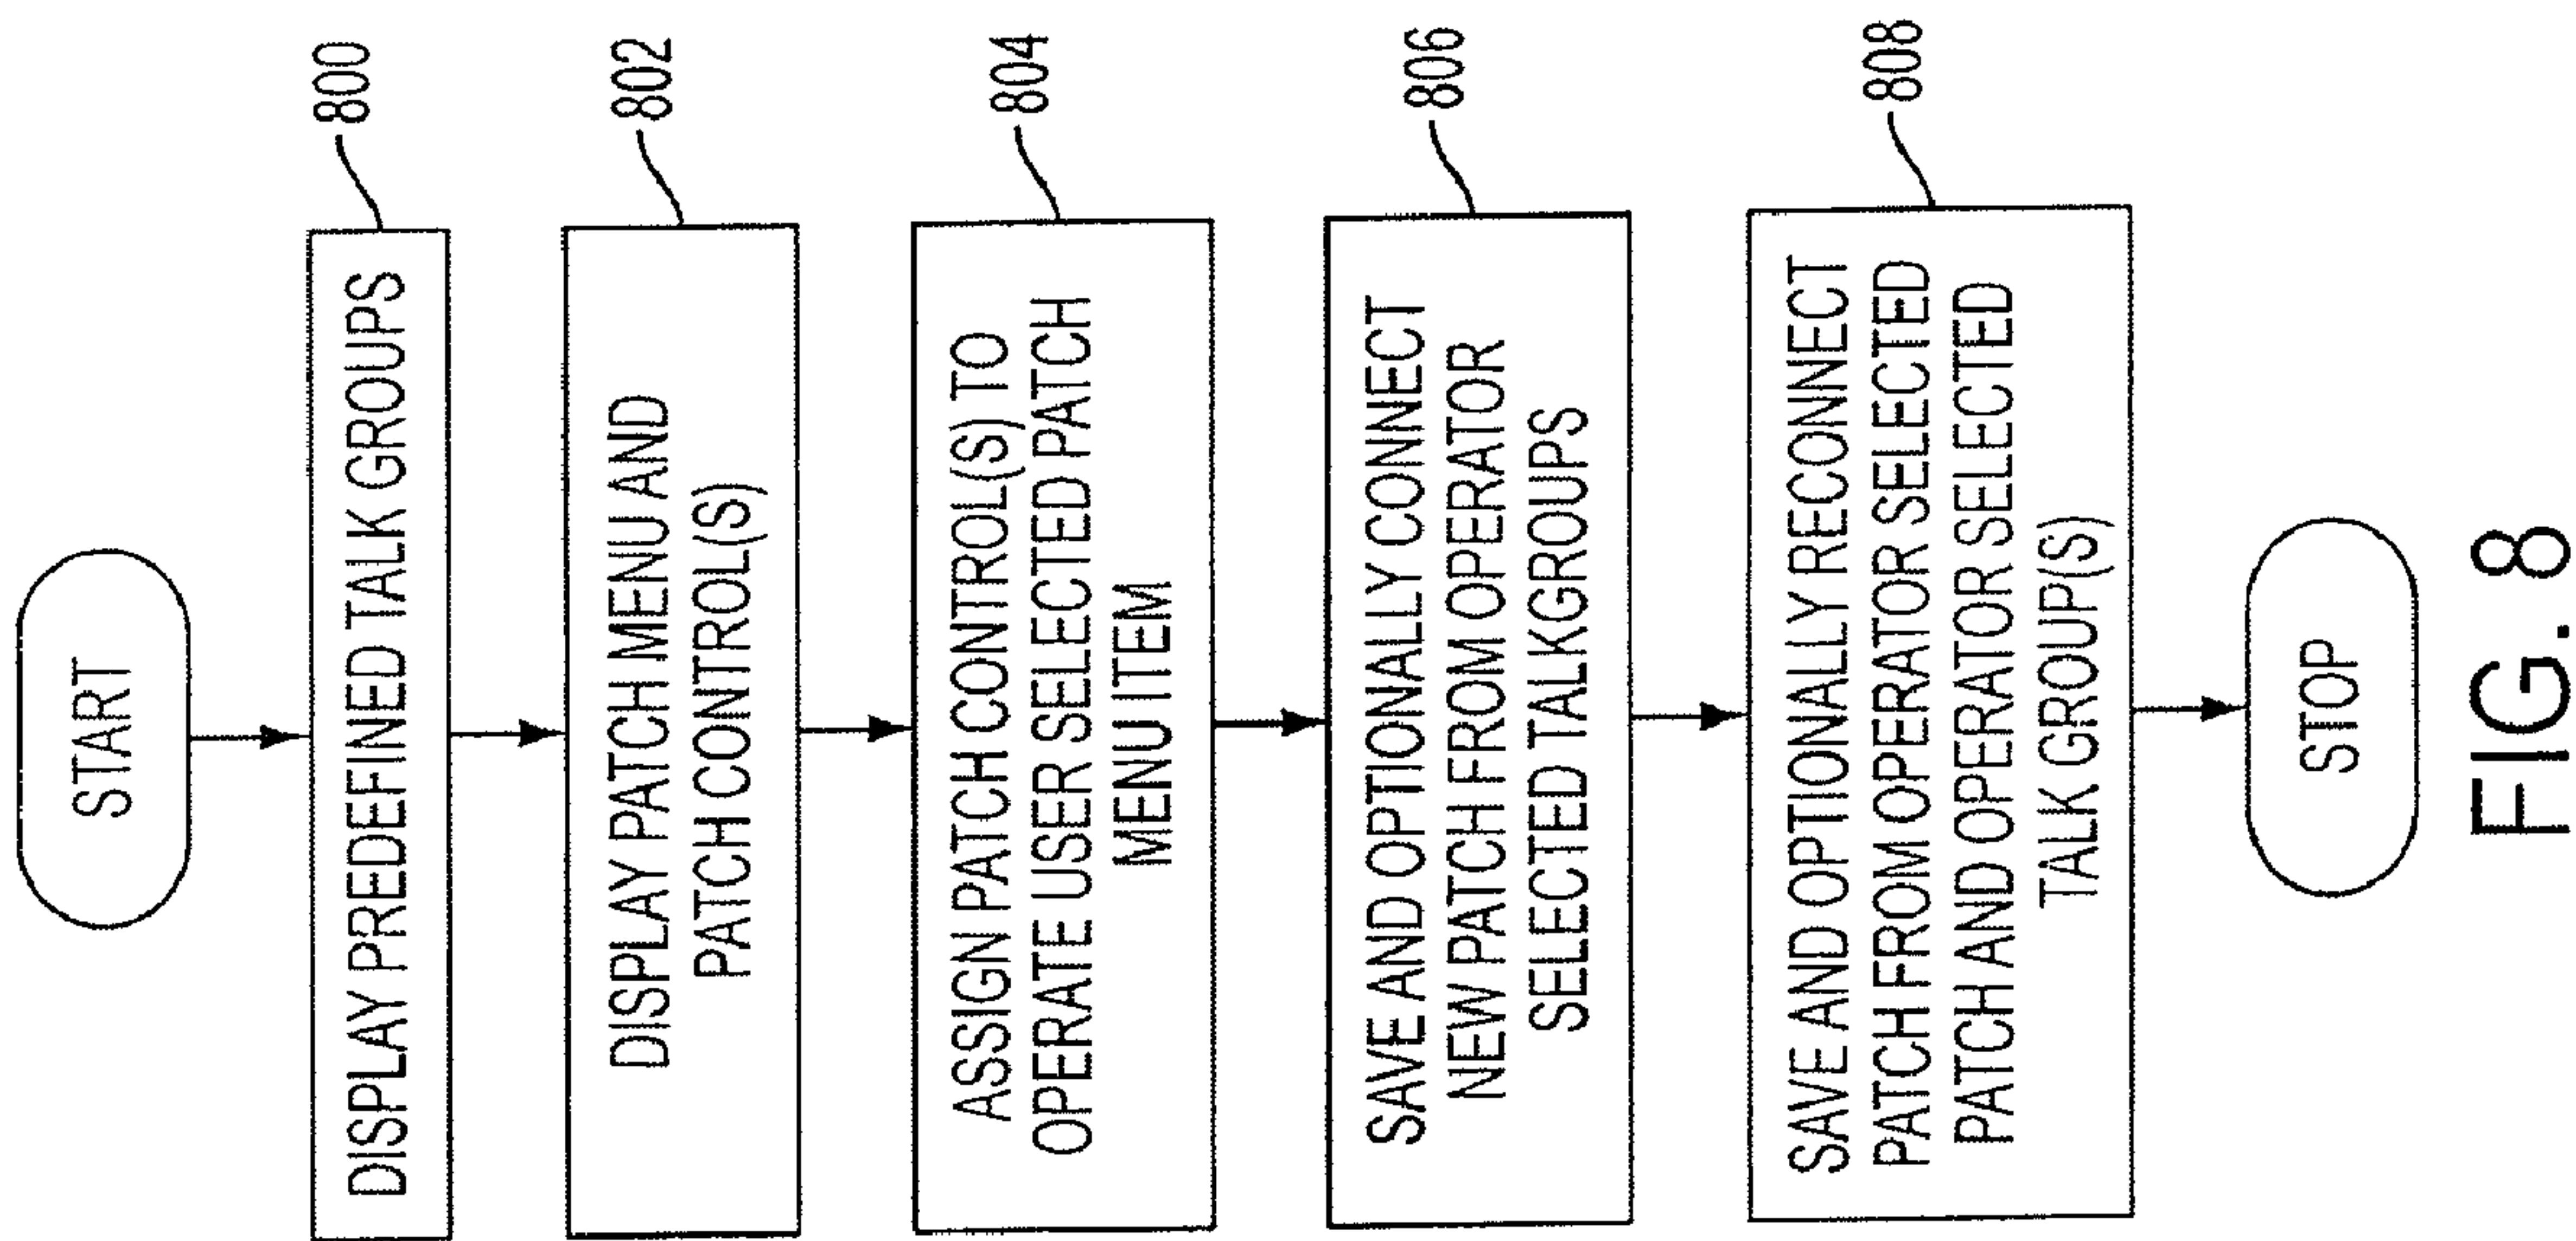 START
800
DISPLAY PREDEFINED TALK GROUPS
802
DISPLAY PATCH MENU AND
PATCH CONTROL(S)
804
ASSIGN PATCH CONTROL(S) TO
OPERATE USER SELECTED PATCH
MENU ITEM
806
SAVE AND OPTIONALLY CONNECT
NEW PATCH FROM OPERATOR
SELECTED TALKGROUPS
808
SAVE AND OPTIONALLY RECONNECT
PATCH FROM OPERATOR SELECTED
PATCH AND OPERATOR SELECTED
TALK GROUP(S)
STOP
FIG. 8